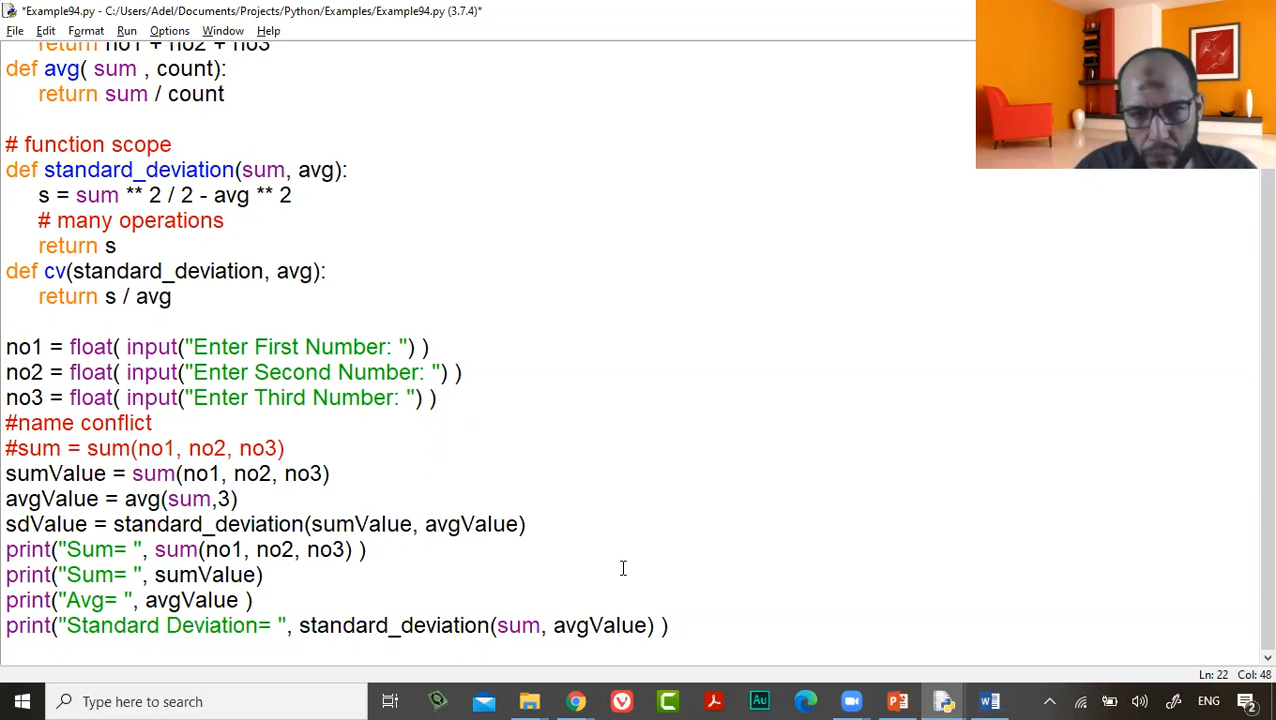 *Example94.py - C:/Users/Adel/Documents/Projects/Python/Examples/Example94.py (3.7.4)*
File Edit Format Run Options Window Help
return no1 + no2 + no3
def avg( sum , count):
return sum / count
# function scope
def standard_deviation(sum, avg):
s = sum ** 2 / 2 - avg ** 2
# many operations
return s
def cv(standard_deviation, avg):
return s / avg
no1 = float( input("Enter First Number: ") )
no2 = float( input("Enter Second Number: ") )
no3 = float( input("Enter Third Number: ") )
#name conflict
#sum = sum(no1, no2, no3)
sumValue = sum(no1, no2, no3)
avgValue = avg(sum,3)
sdValue = standard_deviation(sumValue, avgValue)
print("Sum= ", sum(no1, no2, no3) )
print("Sum= ", sumValue)
print("Avg= ", avgValue )
print("Standard Deviation= ", standard_deviation(sum, avgValue) )
Ln: 22 Col: 48
Type here to search
ENG
2